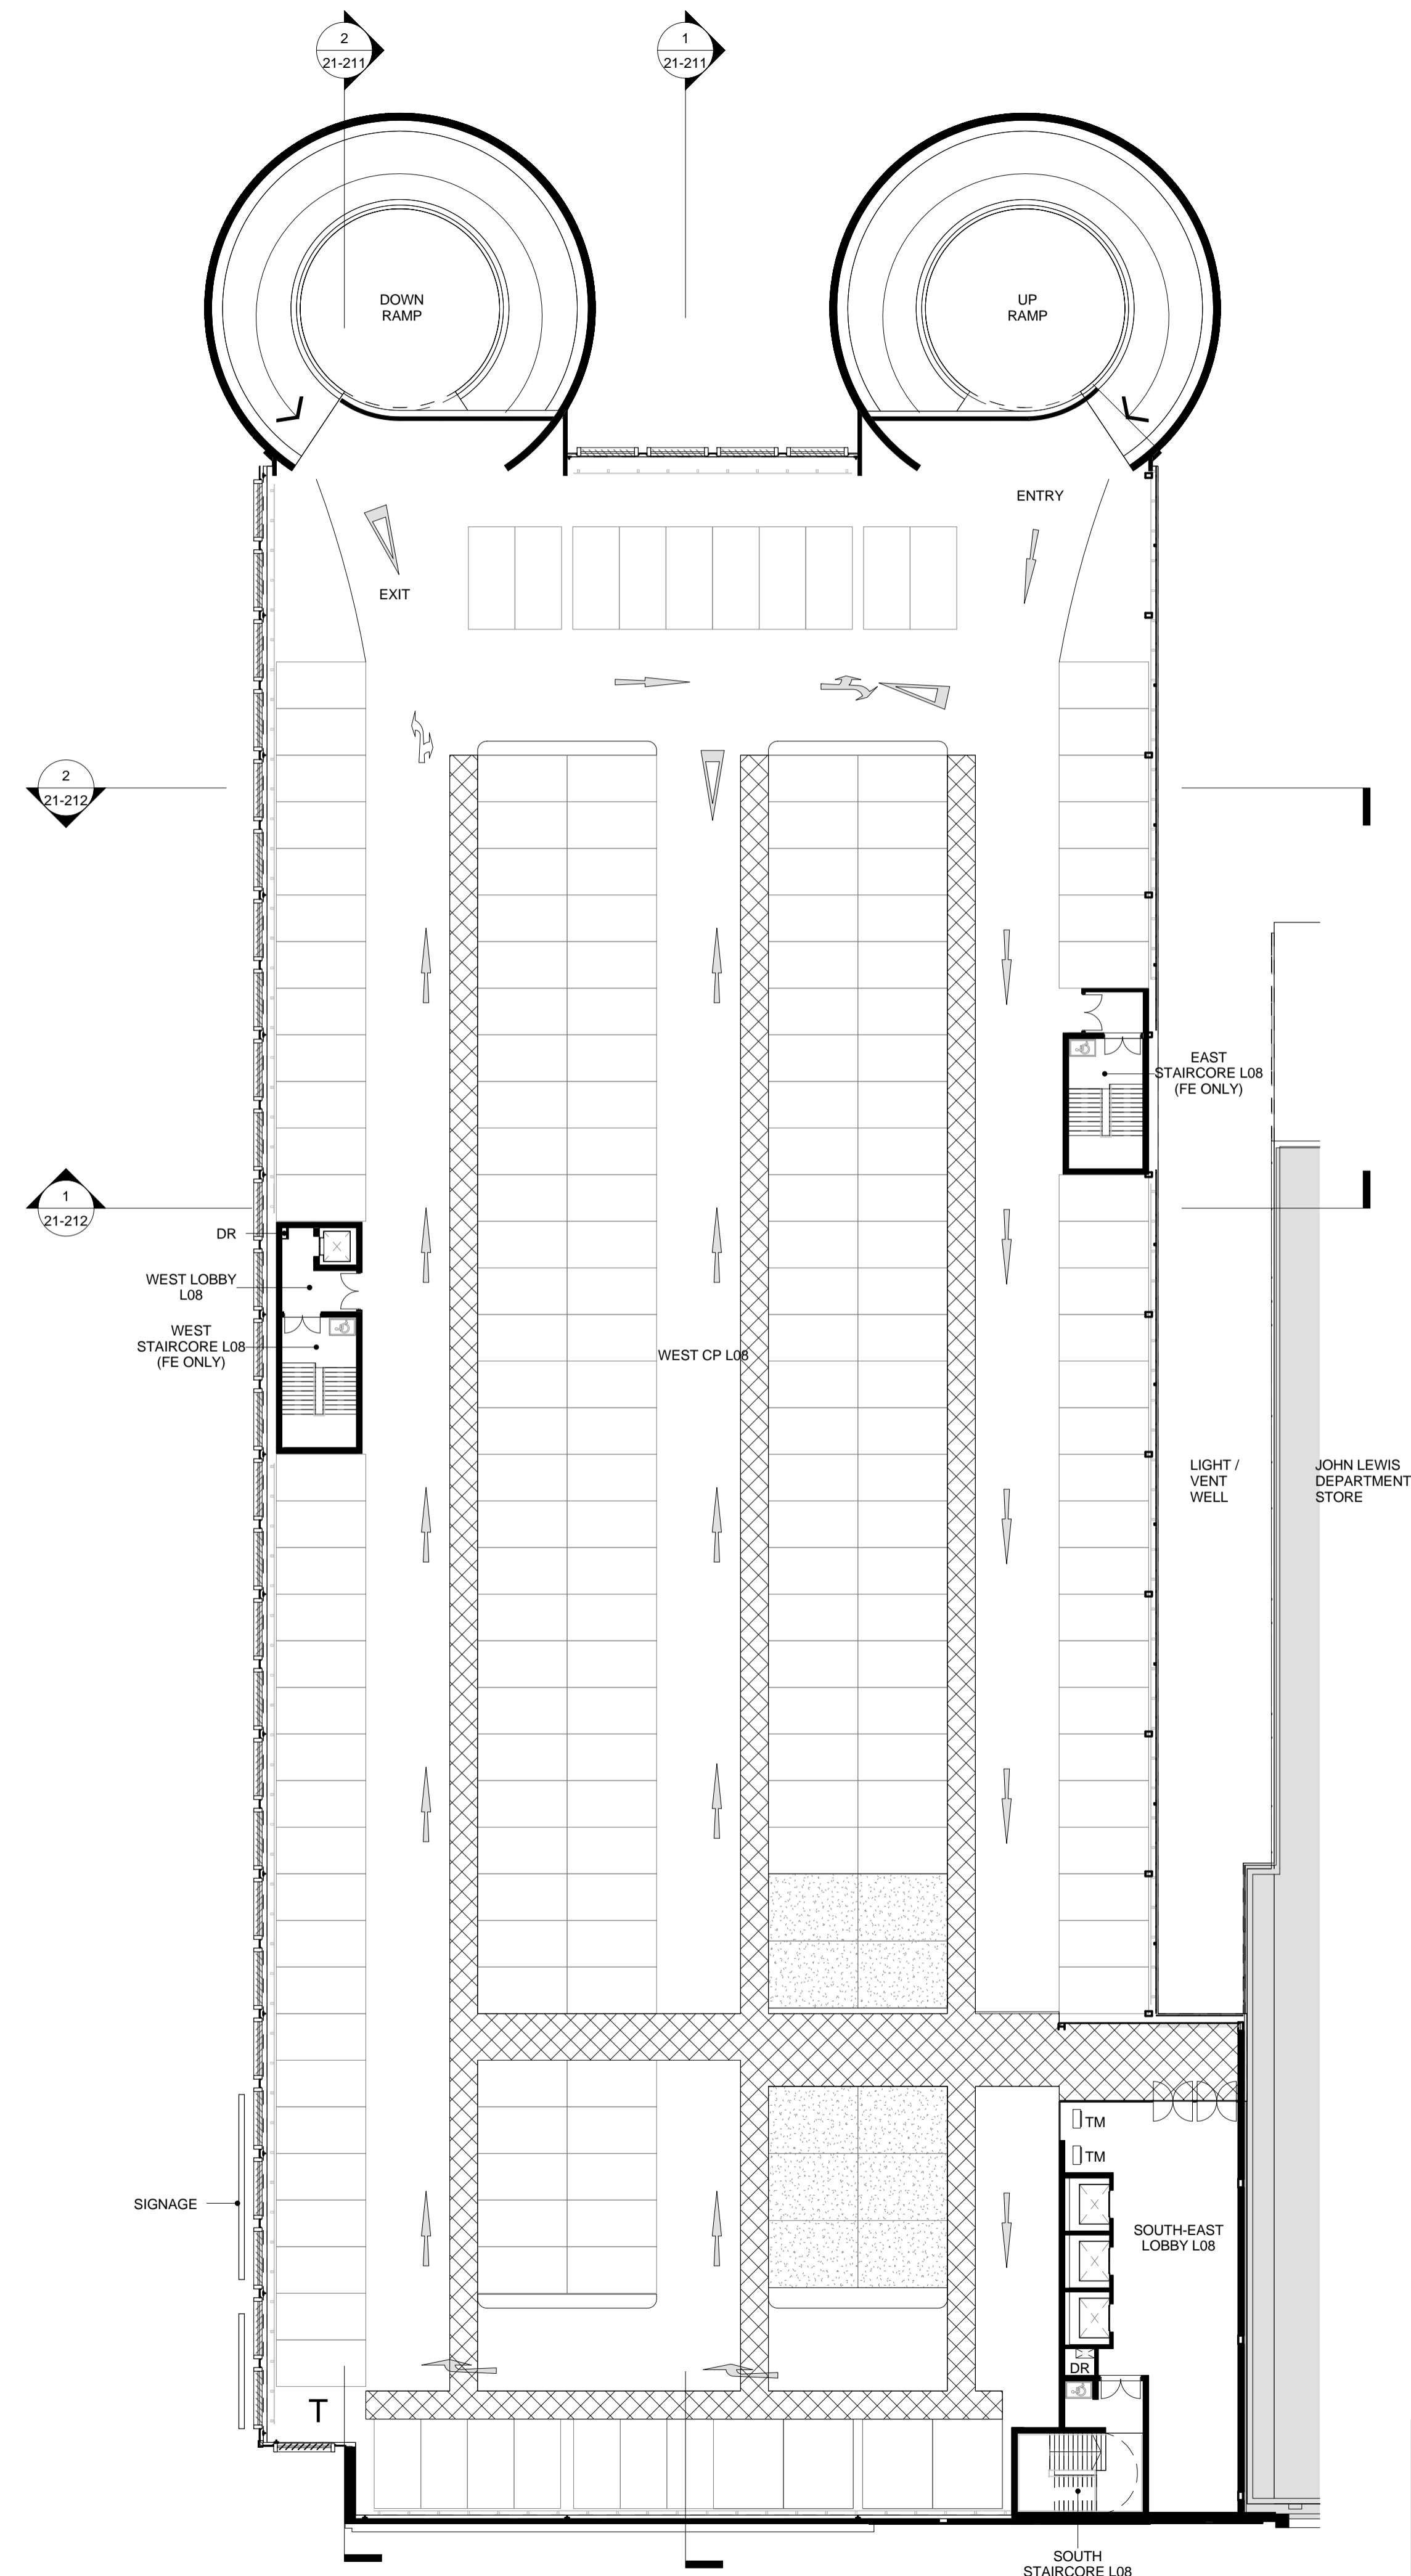 2
21-211
1
21-211
DOWN
RAMP
UP
RAMP
ENTRY
EXIT
2
21-212
EAST
STAIRCORE L08
(FE ONLY)
1
21-212
DR
WEST LOBBY
L08
WEST
STAIRCORE L08
(FE ONLY)
WEST CP L08
LIGHT /
VENT
WELL
JOHN LEWIS
DEPARTMENT
STORE
TM
TM
SIGNAGE
SOUTH-EAST
LOBBY L08
DR
T
SOUTH
STAIRCORE L08